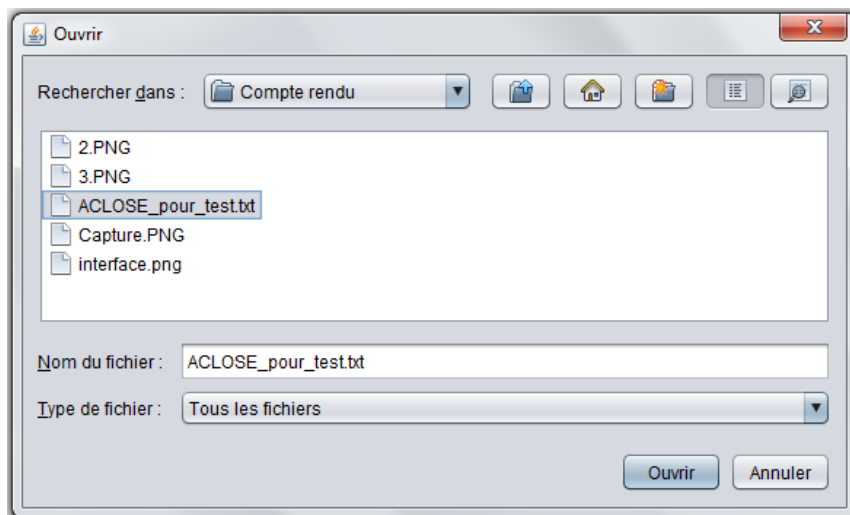 Ouvrir
Rechercher dans : Compte rendu
2.PNG
3.PNG
ACLOSE_pour_test.txt
Capture.PNG
interface.png
Nom du fichier : ACLOSE_pour_test.txt
Type de fichier : Tous les fichiers
Ouvrir Annuler